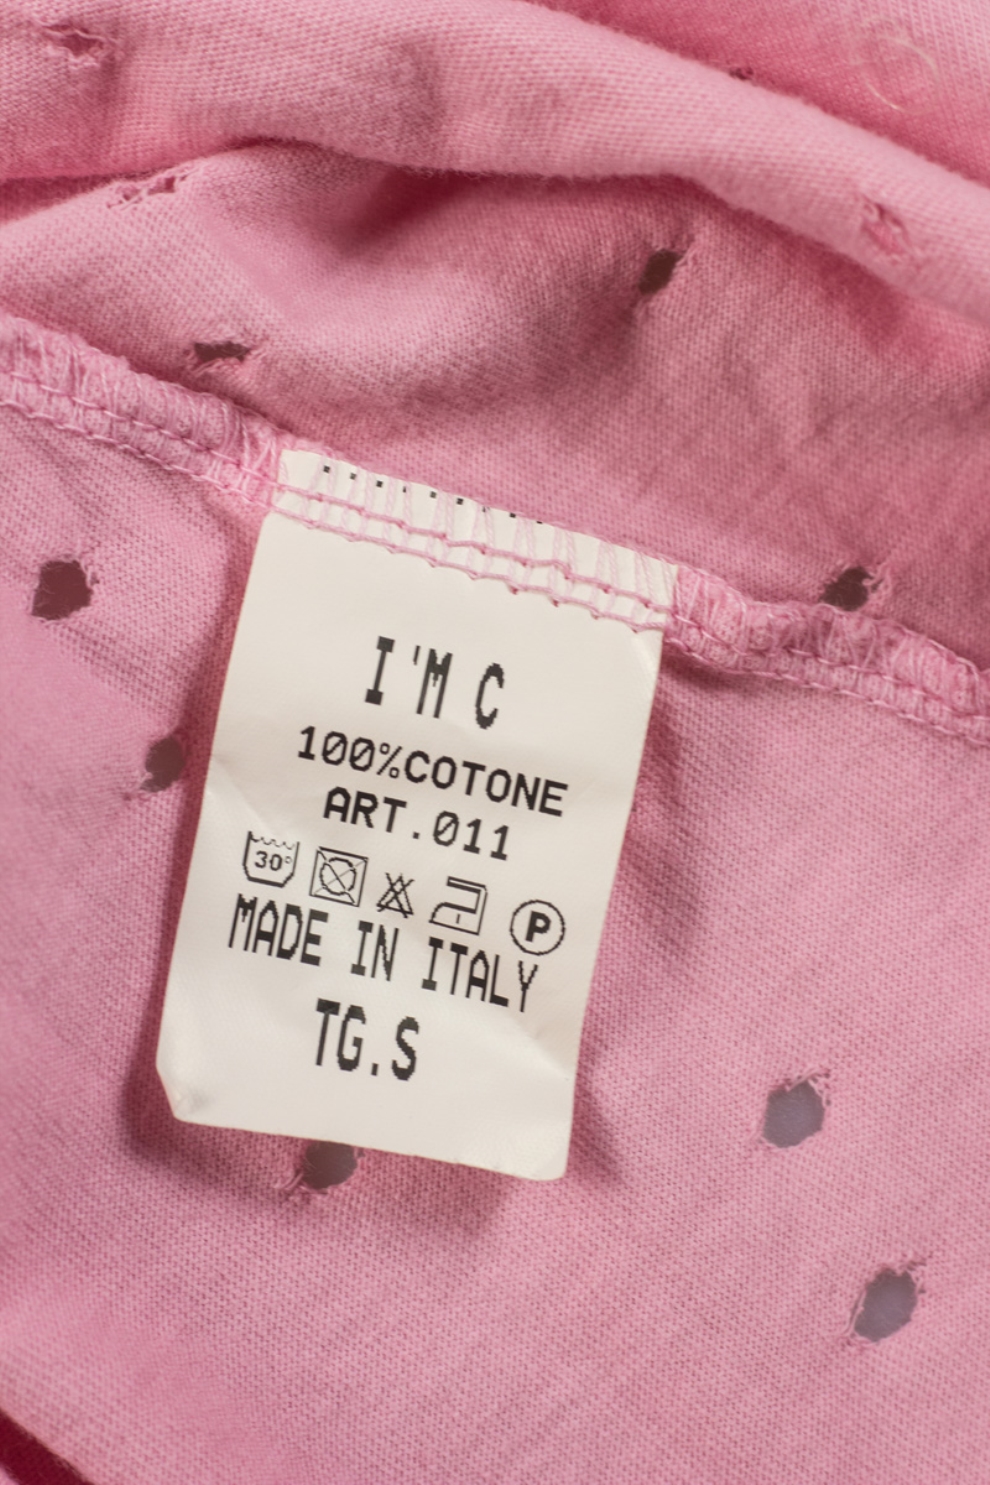 I'M C
100%COTONE
ART.011
30°
P
MADE IN ITALY
TG.S